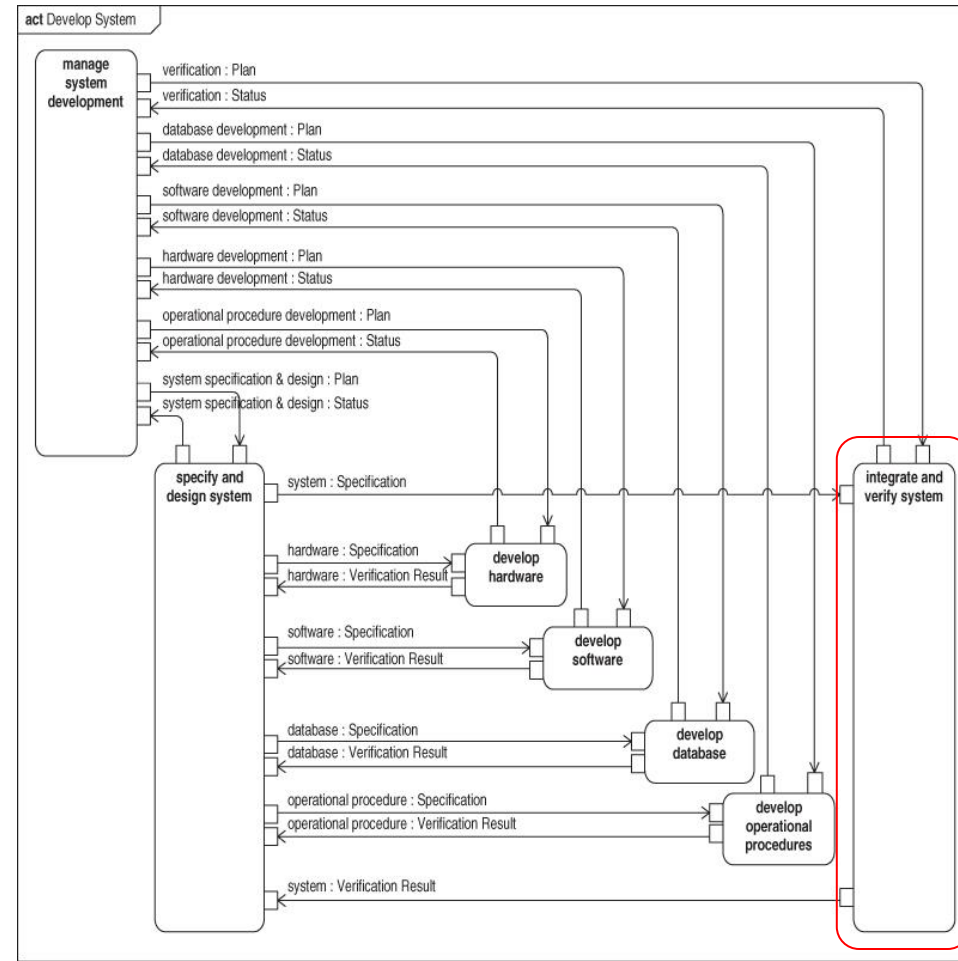 act Develop System
manage
system
development
verification : Plan
verification : Status
database development : Plan
database development : Status
software development : Plan
software development : Status
hardware development : Plan
hardware development : Status
operational procedure development : Plan
operational procedure development : Status
system specification & design : Plan
system specification & design : Status
specify and
design system
system : Specification
integrate and
verify system
hardware : Specification
hardware : Verification Result
develop
hardware
software : Specification
software : Verification Result
develop
software
database : Specification
database : Verification Result
develop
database
operational procedure : Specification
operational procedure : Verification Result
develop
operational
procedures
system : Verification Result